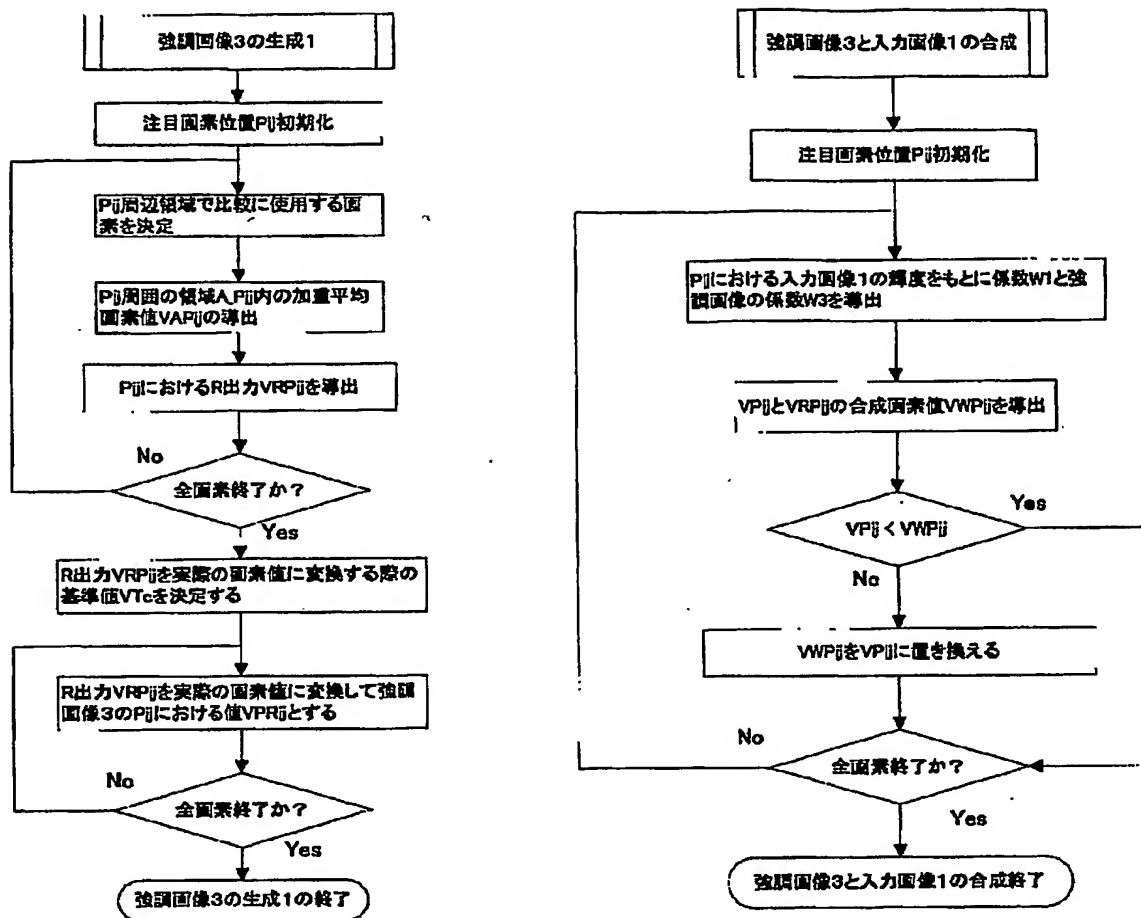 強調画像3の生成1
注目画素位置Pij初期化
Pij周辺領域で比較に使用する画
素を決定
Pij周囲の領域APij内の加重平均
画素値VAPijの導出
PijにおけるR出力VRPijを導出
No
全画素終了か?
Yes
R出力VRPijを実際の画素値に変換する際の
基準値VTcを決定する
R出力VRPijを実際の画素値に変換して強調
画像3のPijにおける値VPRijとする
No
全画素終了か?
Yes
強調画像3の生成1の終了
強調画像3と入力画像1の合成
注目画素位置Pij初期化
Pijにおける入力画像1の輝度をもとに係数W1と強
調画像の係数W3を導出
VPijとVRPijの合成画素値VWPijを導出
Yes
VPij<VWPij
No
VWPijをVPijに置き換える
No
全画素終了か?
Yes
強調画像3と入力画像1の合成終了